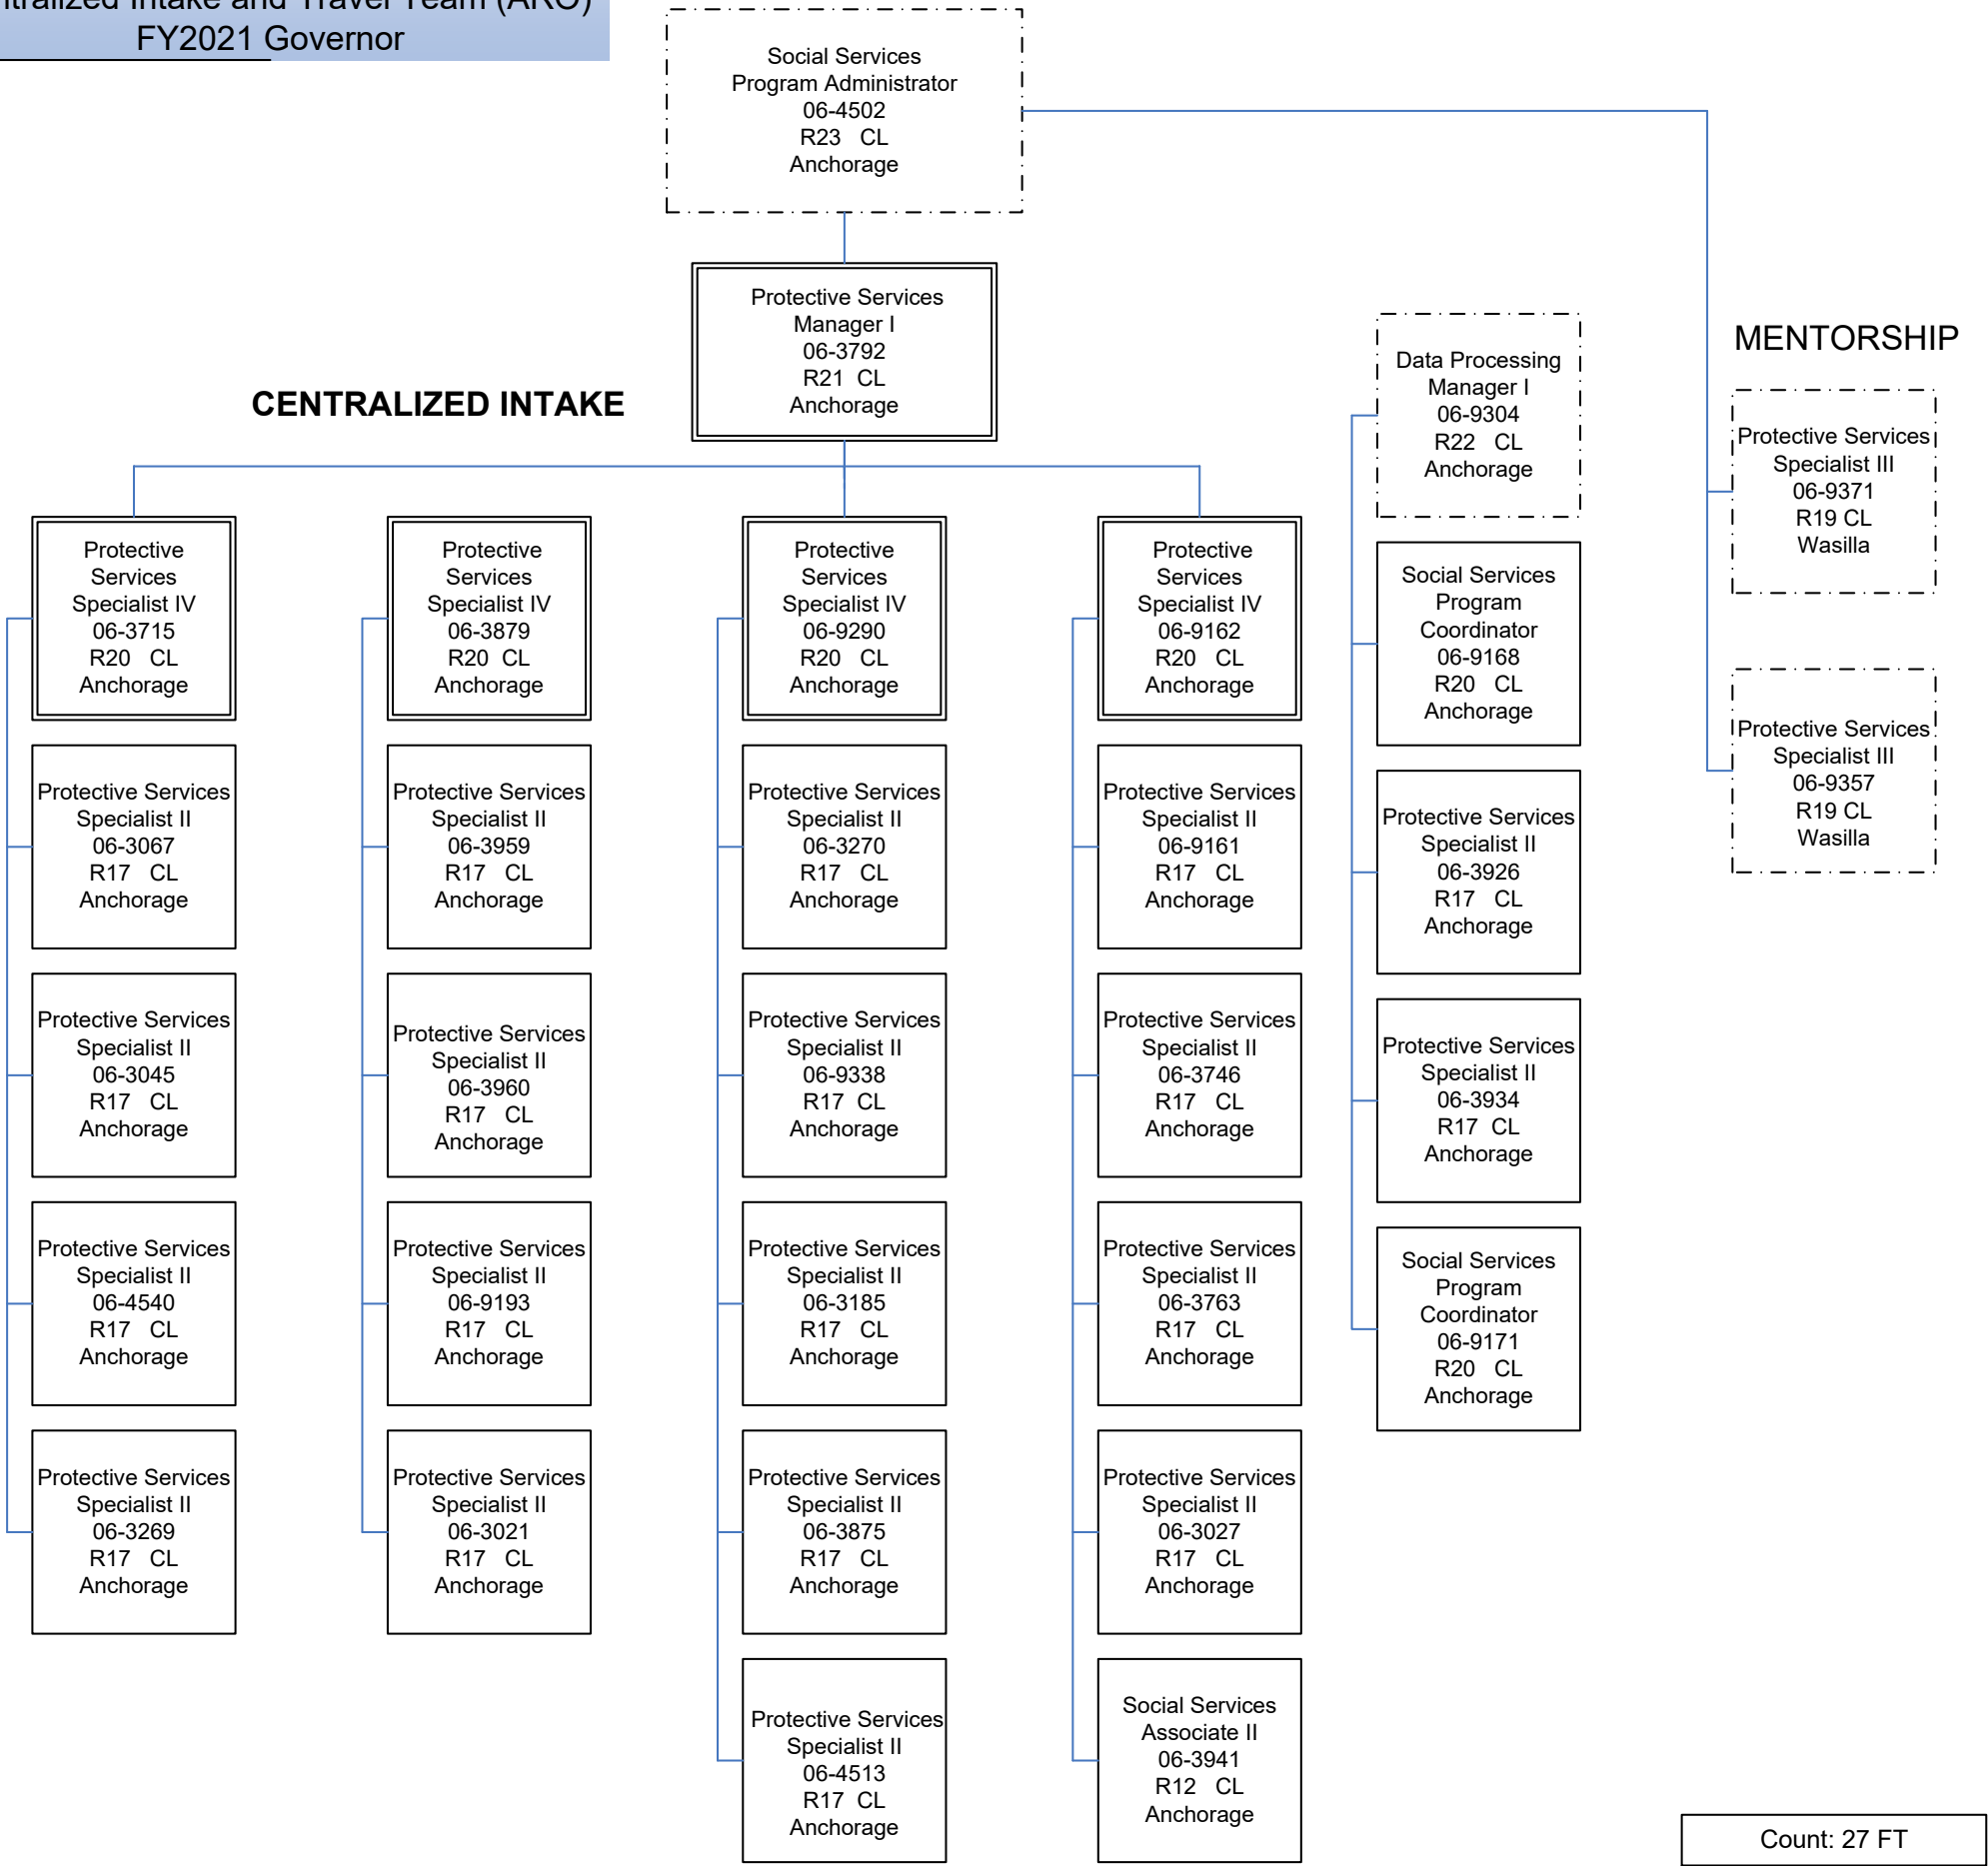 FY2021 Governor
Social Services
Program Administrator
06-4502
R23 CL
Anchorage
Protective Services
Manager I
06-3792
R21 CL
Anchorage
CENTRALIZED INTAKE
MENTORSHIP
Protective
Services
Specialist IV
06-3715
R20 CL
Anchorage
Protective Services
Specialist II
06-3067
R17 CL
Anchorage
Protective Services
Specialist II
06-3045
R17 CL
Anchorage
Protective Services
Specialist II
06-4540
R17 CL
Anchorage
Protective Services
Specialist II
06-3269
R17 CL
Anchorage
Protective
Services
Specialist IV
06-3879
R20 CL
Anchorage
Protective Services
Specialist II
06-3959
R17 CL
Anchorage
Protective Services
Specialist II
06-3960
R17 CL
Anchorage
Protective Services
Specialist II
06-9193
R17 CL
Anchorage
Protective Services
Specialist II
06-3021
R17 CL
Anchorage
Protective
Services
Specialist IV
06-9290
R20 CL
Anchorage
Protective Services
Specialist II
06-3270
R17 CL
Anchorage
Protective Services
Specialist II
06-9338
R17 CL
Anchorage
Protective Services
Specialist II
06-3185
R17 CL
Anchorage
Protective Services
Specialist II
06-3875
R17 CL
Anchorage
Protective Services
Specialist II
06-4513
R17 CL
Anchorage
Protective
Services
Specialist IV
06-9162
R20 CL
Anchorage
Protective Services
Specialist II
06-9161
R17 CL
Anchorage
Protective Services
Specialist II
06-3746
R17 CL
Anchorage
Protective Services
Specialist II
06-3763
R17 CL
Anchorage
Protective Services
Specialist II
06-3027
R17 CL
Anchorage
Social Services
Associate II
06-3941
R12 CL
Anchorage
Data Processing
Manager I
06-9304
R22 CL
Anchorage
Social Services
Program
Coordinator
06-9168
R20 CL
Anchorage
Protective Services
Specialist II
06-3926
R17 CL
Anchorage
Protective Services
Specialist II
06-3934
R17 CL
Anchorage
Social Services
Program
Coordinator
06-9171
R20 CL
Anchorage
Protective Services
Specialist III
06-9371
R19 CL
Wasilla
Protective Services
Specialist III
06-9357
R19 CL
Wasilla
Count: 27 FT